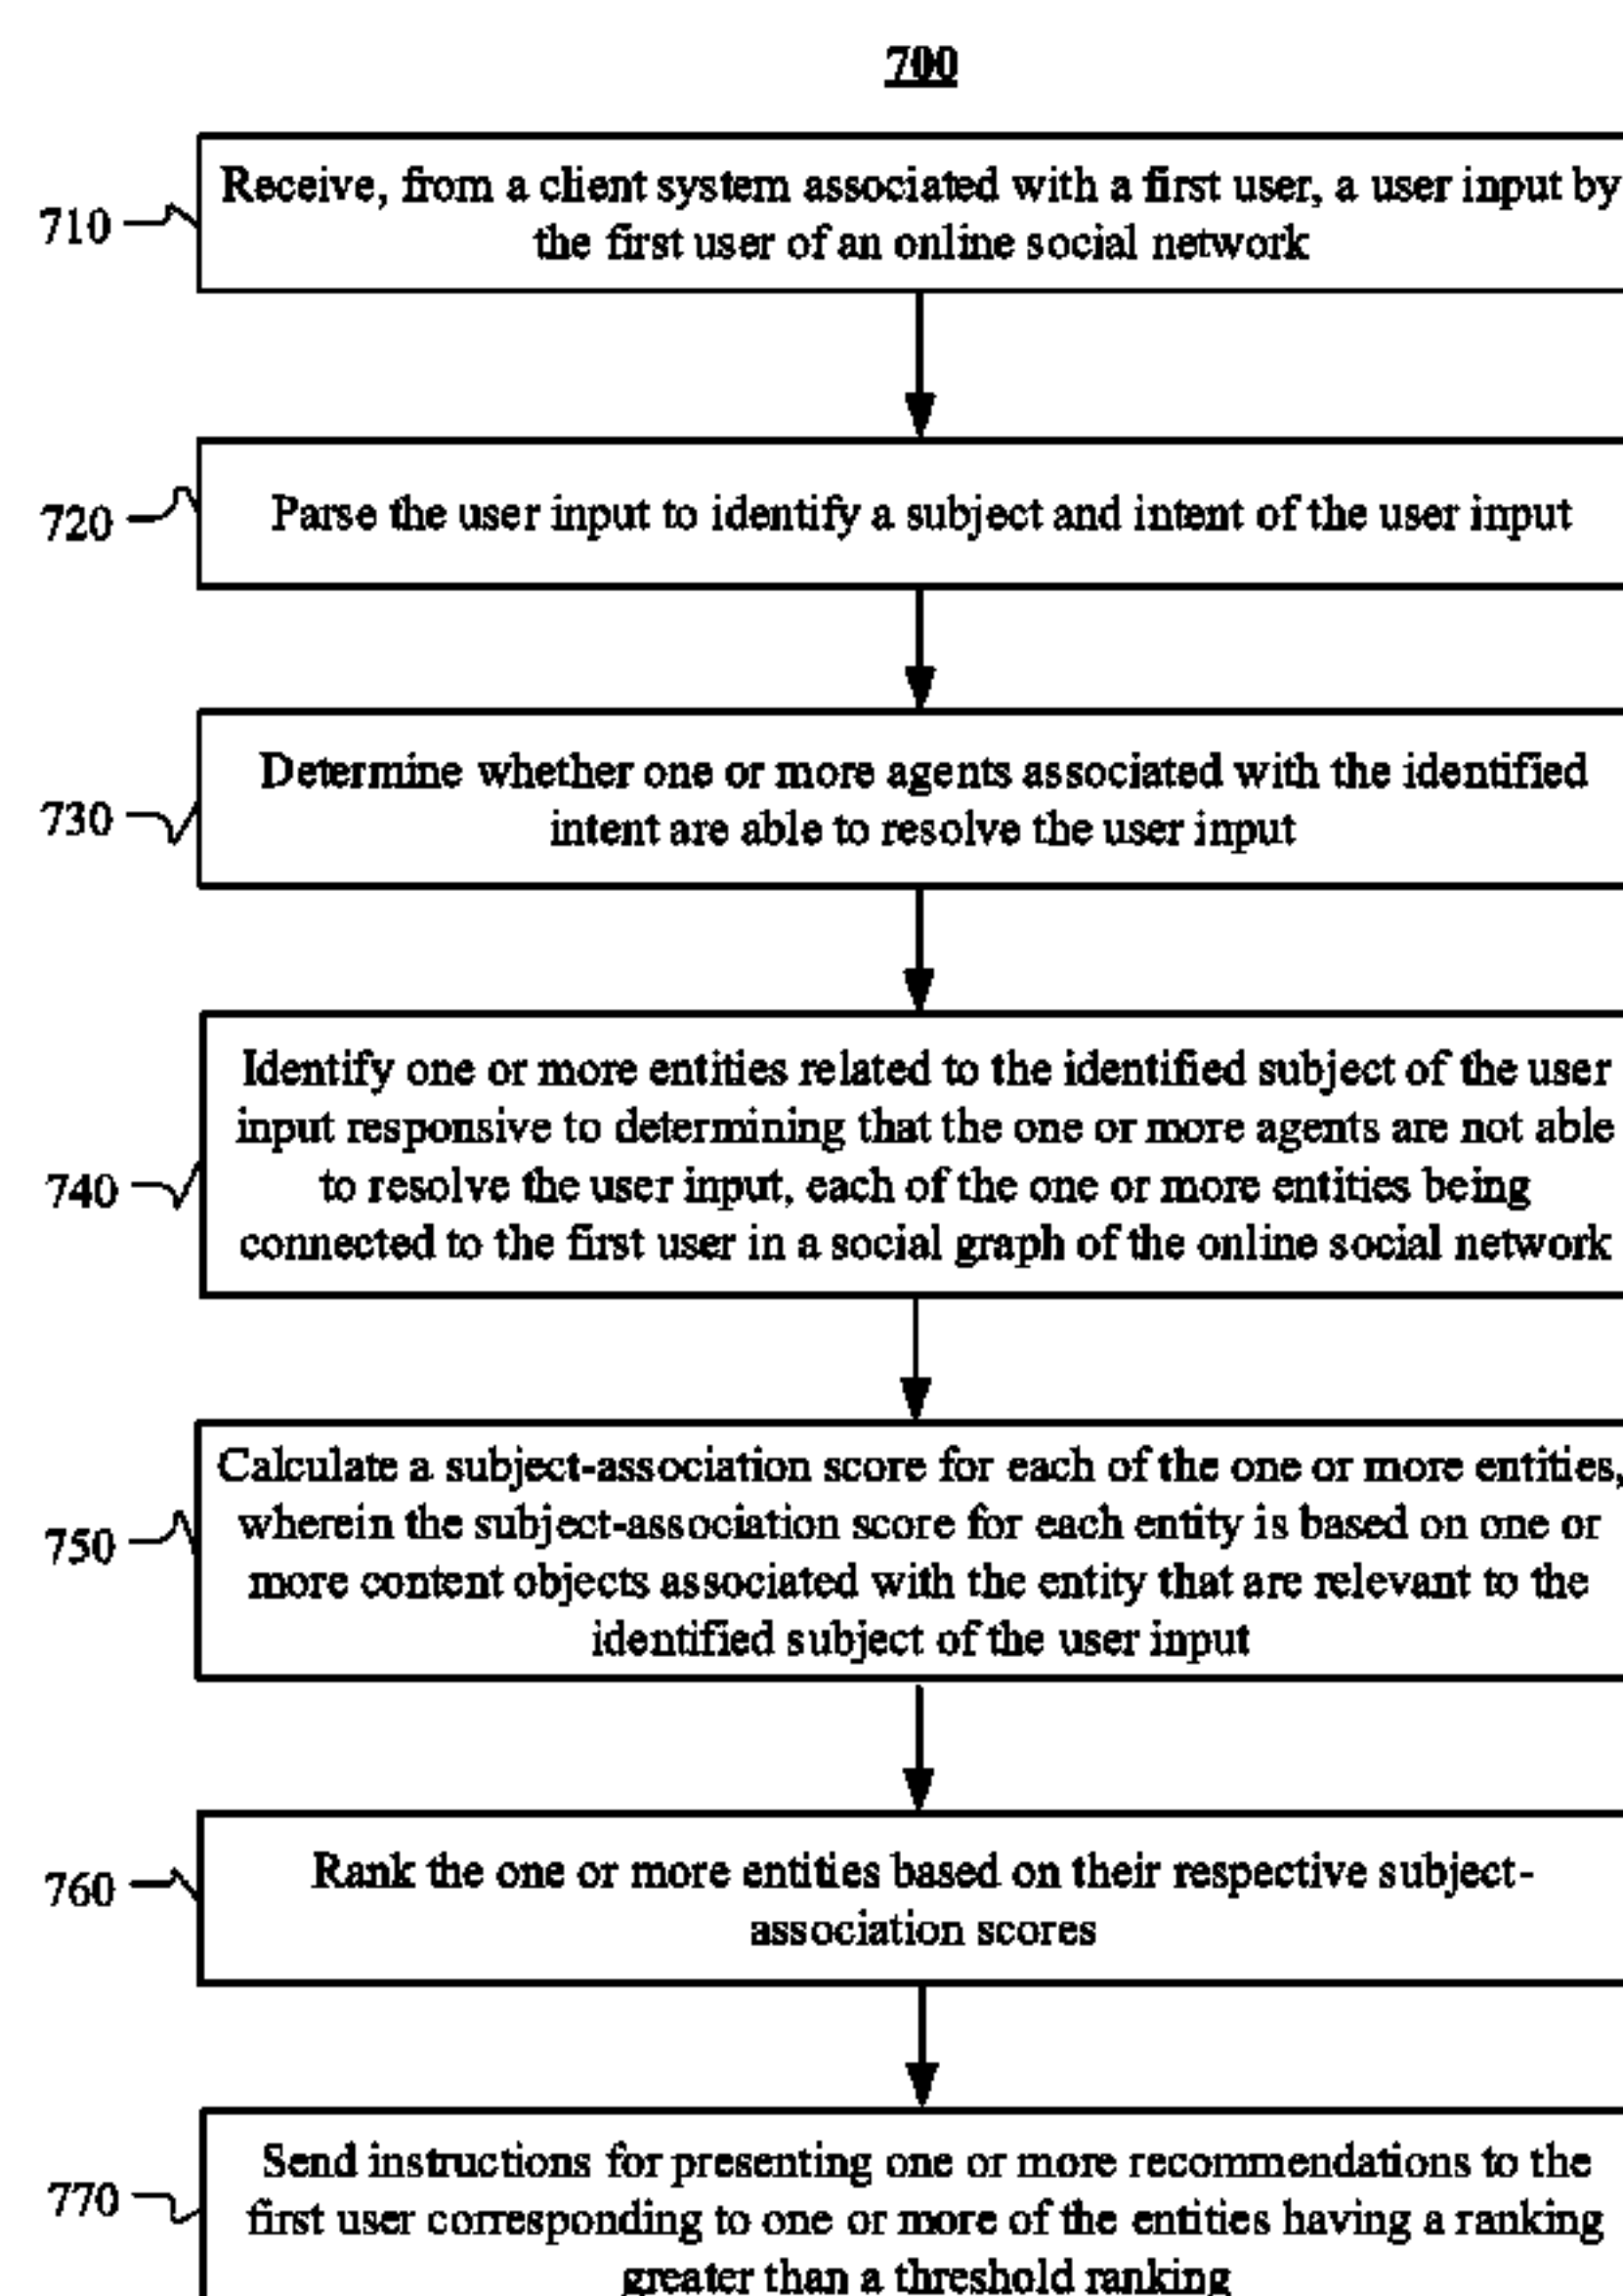 700
710
Receive, from a client system associated with a first user, a user input by
the first user of an online social network
720
Parse the user input to identify a subject and intent of the user input
730
Determine whether one or more agents associated with the identified
intent are able to resolve the user input
740
Identify one or more entities related to the identified subject of the user
input responsive to determining that the one or more agents are not able
to resolve the user input, each of the one or more entities being
connected to the first user in a social graph of the online social network
750
Calculate a subject-association score for each of the one or more entities,
wherein the subject-association score for each entity is based on one or
more content objects associated with the entity that are relevant to the
identified subject of the user input
760
Rank the one or more entities based on their respective subject-
association scores
770
Send instructions for presenting one or more recommendations to the
first user corresponding to one or more of the entities having a ranking
greater than a threshold ranking